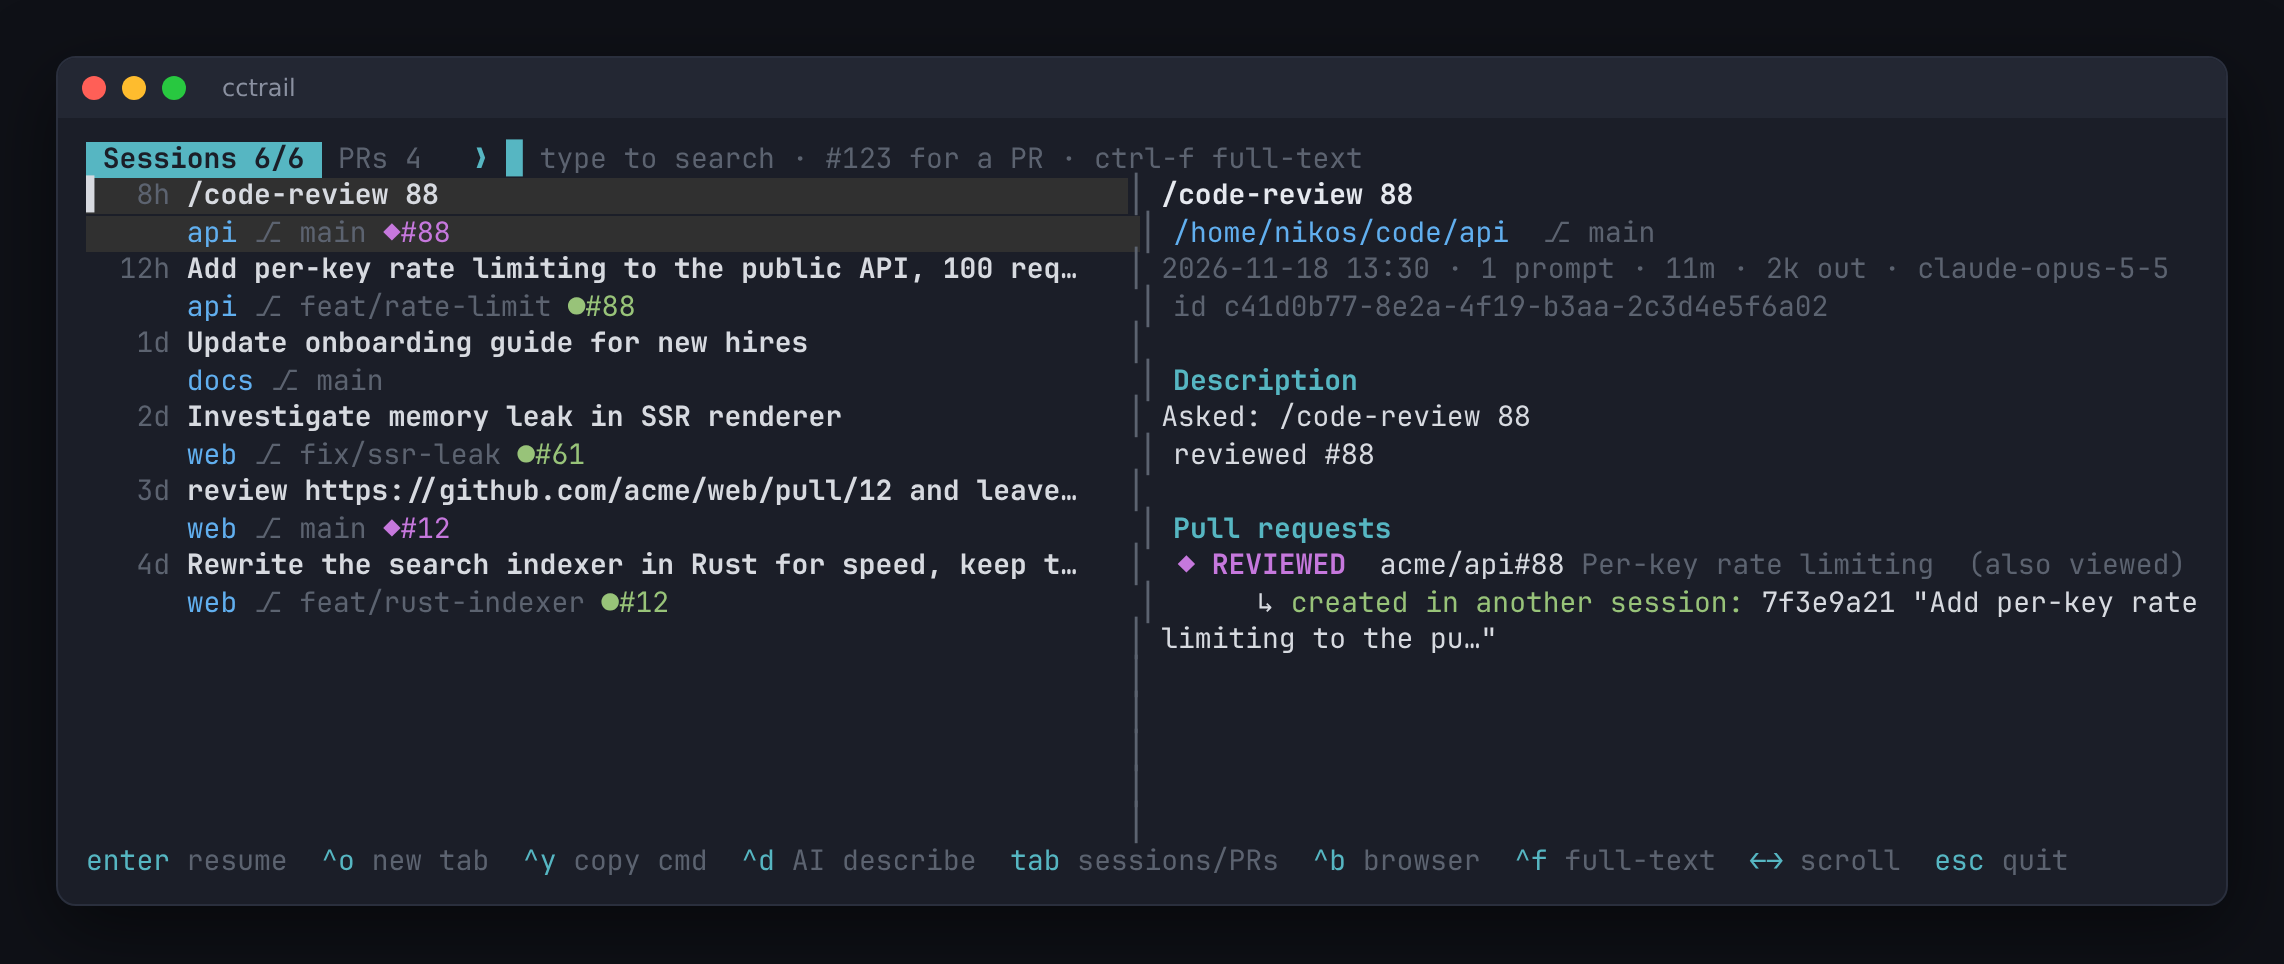 cctrail
Sessions 6/6 PRs 4 ❯ type to search · #123 for a PR · ctrl-f full-text
8h /code-review 88
api ⎇ main ◆#88
12h Add per-key rate limiting to the public API, 100 req…
api ⎇ feat/rate-limit ●#88
1d Update onboarding guide for new hires
docs ⎇ main
2d Investigate memory leak in SSR renderer
web ⎇ fix/ssr-leak ●#61
3d review https://github.com/acme/web/pull/12 and leave…
web ⎇ main ◆#12
4d Rewrite the search indexer in Rust for speed, keep t…
web ⎇ feat/rust-indexer ●#12
/code-review 88
/home/nikos/code/api ⎇ main
2026-11-18 13:30 · 1 prompt · 11m · 2k out · claude-opus-5-5
id c41d0b77-8e2a-4f19-b3aa-2c3d4e5f6a02
Description
Asked: /code-review 88
reviewed #88
Pull requests
◆ REVIEWED acme/api#88 Per-key rate limiting (also viewed)
↳ created in another session: 7f3e9a21 "Add per-key rate
limiting to the pu…"
enter resume ^o new tab ^y copy cmd ^d AI describe tab sessions/PRs ^b browser ^f full-text ←→ scroll esc quit